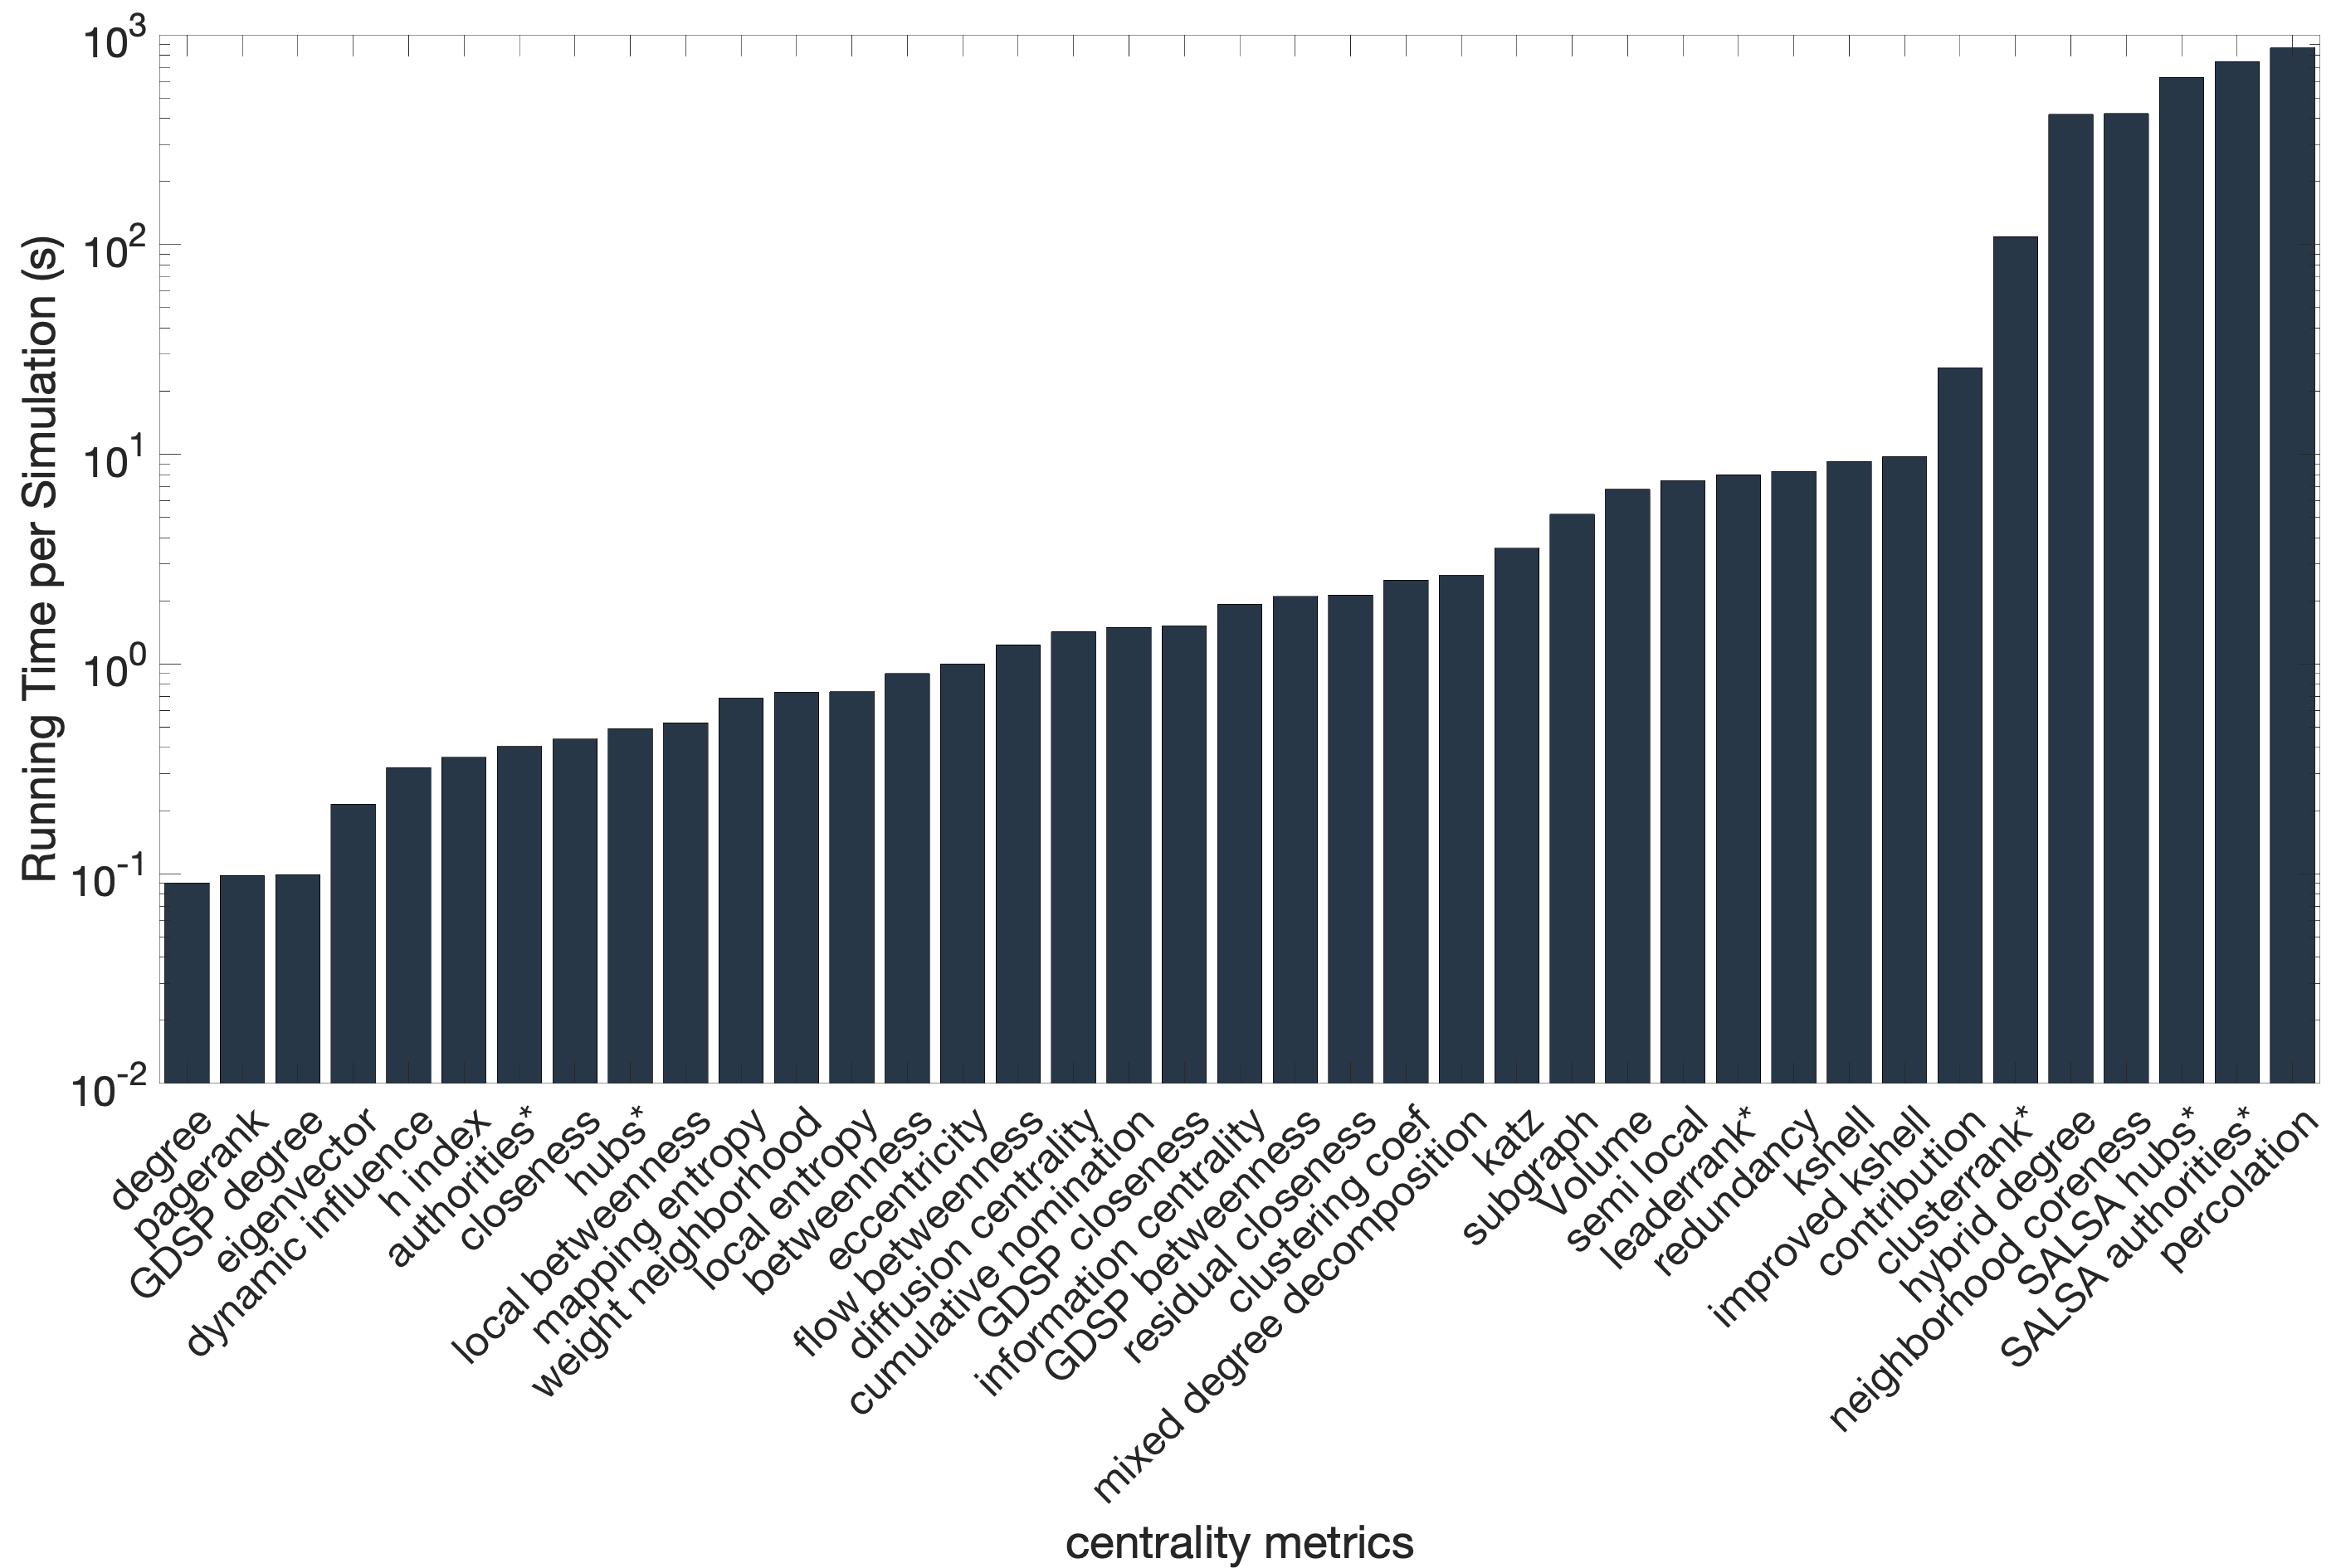 10^3
10^2
10^1
10^0
10^-1
10^-2
Running Time per Simulation (s)
degree
pagerank
GDSP degree
eigenvector
dynamic influence
h index
authorities*
closeness
hubs*
local betweenness
mapping entropy
weight neighborhood
local entropy
betweenness
eccentricity
flow betweenness
diffusion centrality
cumulative nomination
GDSP closeness
information centrality
GDSP betweenness
residual closeness
clustering coef
mixed degree decomposition
katz
subgraph
Volume
semi local
leaderrank*
redundancy
kshell
improved kshell
contribution
clusterrank*
hybrid degree
neighborhood coreness
SALSA hubs*
SALSA authorities*
percolation
centrality metrics